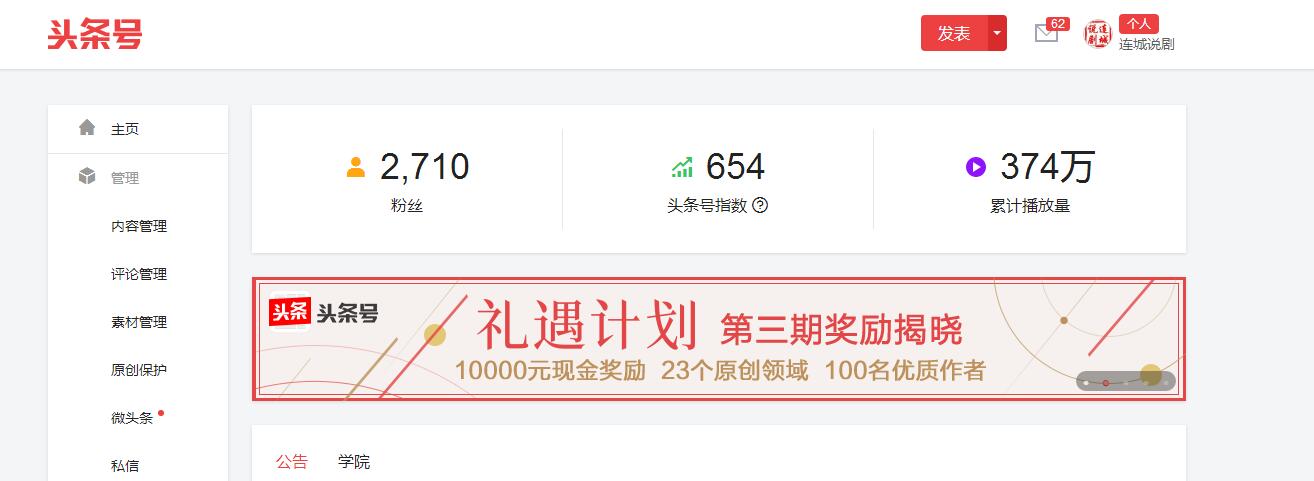 头条号
发表
62
个人
连城说剧
主页
管理
内容管理
评论管理
素材管理
原创保护
微头条
私信
2,710
粉丝
654
头条号指数 ?
374万
累计播放量
头条 头条号
礼遇计划 第三期奖励揭晓
10000元现金奖励 23个原创领域 100名优质作者
公告 学院